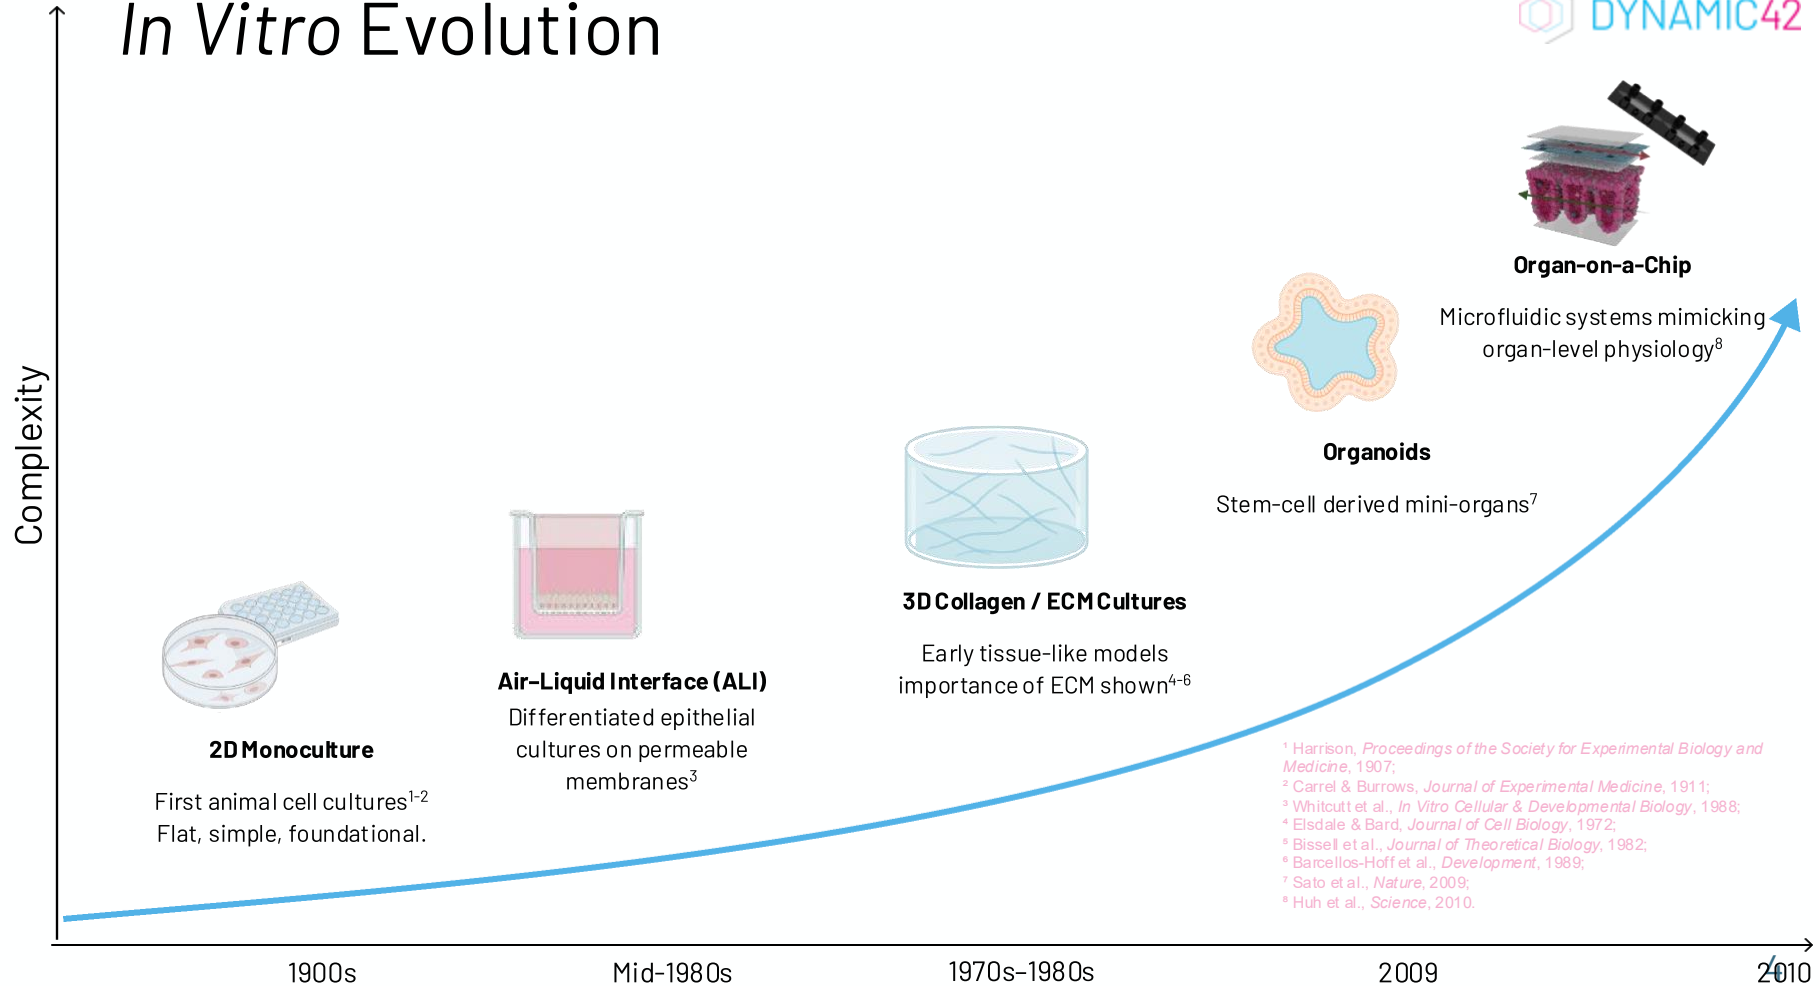 In Vitro Evolution
DYNAMIC42
Complexity
Organ-on-a-Chip
Microfluidic systems mimicking
organ-level physiology⁸
Organoids
Stem-cell derived mini-organs⁷
3D Collagen / ECM Cultures
Early tissue-like models
importance of ECM shown⁴⁻⁶
Air–Liquid Interface (ALI)
Differentiated epithelial
cultures on permeable
membranes³
2D Monoculture
First animal cell cultures¹⁻²
Flat, simple, foundational.
¹ Harrison, Proceedings of the Society for Experimental Biology and
Medicine, 1907;
² Carrel & Burrows, Journal of Experimental Medicine, 1911;
³ Whitcutt et al., In Vitro Cellular & Developmental Biology, 1988;
⁴ Elsdale & Bard, Journal of Cell Biology, 1972;
⁵ Bissell et al., Journal of Theoretical Biology, 1982;
⁶ Barcellos-Hoff et al., Development, 1989;
⁷ Sato et al., Nature, 2009;
⁸ Huh et al., Science, 2010.
1900s
Mid-1980s
1970s–1980s
2009
2010
4